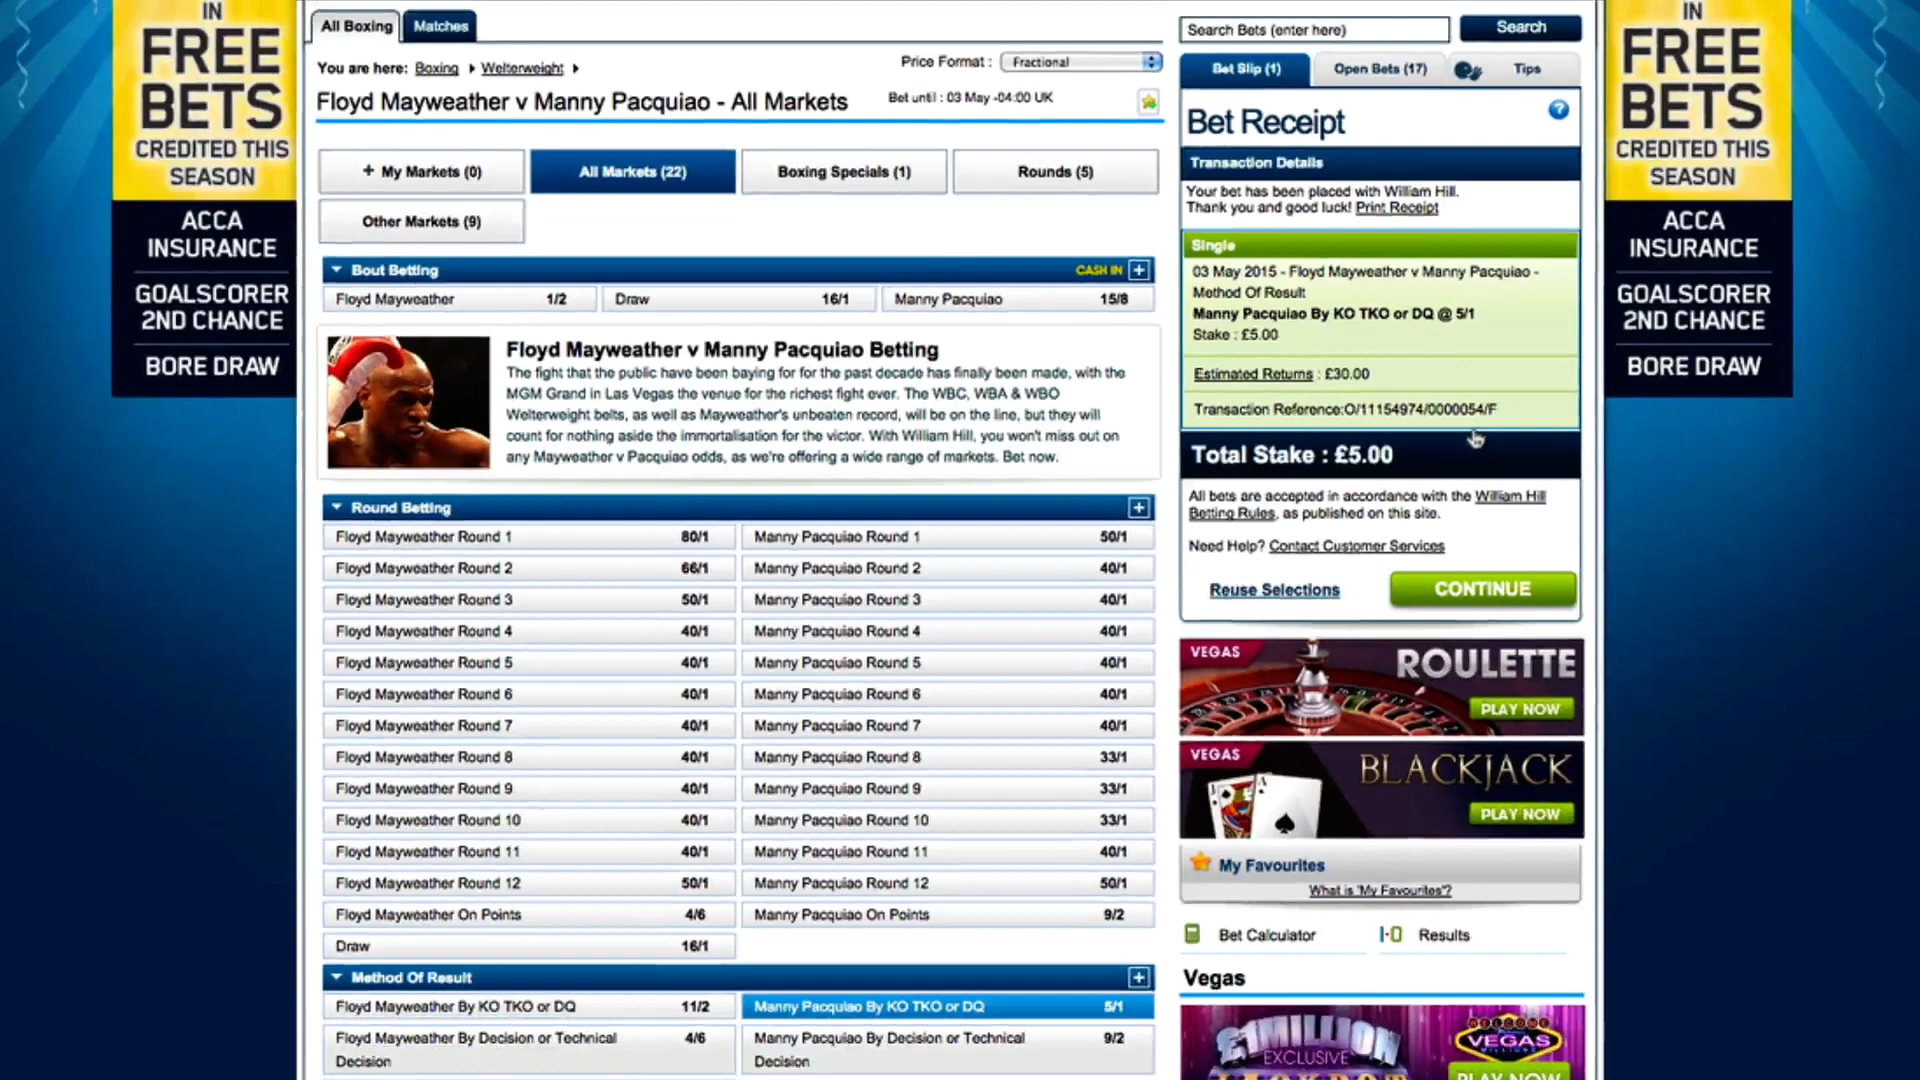 IN
FREE
BETS
CREDITED THIS
SEASON
ACCA
INSURANCE
GOALSCORER
2ND CHANCE
BORE DRAW
All Boxing
Matches
You are here: Boxing Welterweight
Price Format : Fractional
Floyd Mayweather v Manny Pacquiao - All Markets
Bet until : 03 May -04:00 UK
+ My Markets (0)
All Markets (22)
Boxing Specials (1)
Rounds (5)
Other Markets (9)
Bout Betting CASH IN +
Floyd Mayweather 1/2 Draw 16/1 Manny Pacquiao 15/8
Floyd Mayweather v Manny Pacquiao Betting
The fight that the public have been baying for for the past decade has finally been made, with the
MGM Grand in Las Vegas the venue for the richest fight ever. The WBC, WBA & WBO
Welterweight belts, as well as Mayweather's unbeaten record, will be on the line, but they will
count for nothing aside the immortalisation for the victor. With William Hill, you won't miss out on
any Mayweather v Pacquiao odds, as we're offering a wide range of markets. Bet now.
Round Betting +
Floyd Mayweather Round 1 80/1 Manny Pacquiao Round 1 50/1
Floyd Mayweather Round 2 66/1 Manny Pacquiao Round 2 40/1
Floyd Mayweather Round 3 50/1 Manny Pacquiao Round 3 40/1
Floyd Mayweather Round 4 40/1 Manny Pacquiao Round 4 40/1
Floyd Mayweather Round 5 40/1 Manny Pacquiao Round 5 40/1
Floyd Mayweather Round 6 40/1 Manny Pacquiao Round 6 40/1
Floyd Mayweather Round 7 40/1 Manny Pacquiao Round 7 40/1
Floyd Mayweather Round 8 40/1 Manny Pacquiao Round 8 33/1
Floyd Mayweather Round 9 40/1 Manny Pacquiao Round 9 33/1
Floyd Mayweather Round 10 40/1 Manny Pacquiao Round 10 33/1
Floyd Mayweather Round 11 40/1 Manny Pacquiao Round 11 40/1
Floyd Mayweather Round 12 50/1 Manny Pacquiao Round 12 50/1
Floyd Mayweather On Points 4/6 Manny Pacquiao On Points 9/2
Draw 16/1
Method Of Result +
Floyd Mayweather By KO TKO or DQ 11/2 Manny Pacquiao By KO TKO or DQ 5/1
Floyd Mayweather By Decision or Technical Decision 4/6 Manny Pacquiao By Decision or Technical Decision 9/2
Search Bets (enter here) Search
Bet Slip (1) Open Bets (17) Tips
Bet Receipt ?
Transaction Details
Your bet has been placed with William Hill.
Thank you and good luck! Print Receipt
Single
03 May 2015 - Floyd Mayweather v Manny Pacquiao -
Method Of Result
Manny Pacquiao By KO TKO or DQ @ 5/1
Stake : £5.00
Estimated Returns : £30.00
Transaction Reference:O/11154974/0000054/F
Total Stake : £5.00
All bets are accepted in accordance with the William Hill
Betting Rules, as published on this site.
Need Help? Contact Customer Services
Reuse Selections
CONTINUE
VEGAS
ROULETTE
PLAY NOW
VEGAS
BLACKJACK
PLAY NOW
My Favourites
What is 'My Favourites'?
Bet Calculator
Results
Vegas
£1MILLION
EXCLUSIVE
JACKPOT
WELCOME
VEGAS
PLAY NOW
IN
FREE
BETS
CREDITED THIS
SEASON
ACCA
INSURANCE
GOALSCORER
2ND CHANCE
BORE DRAW